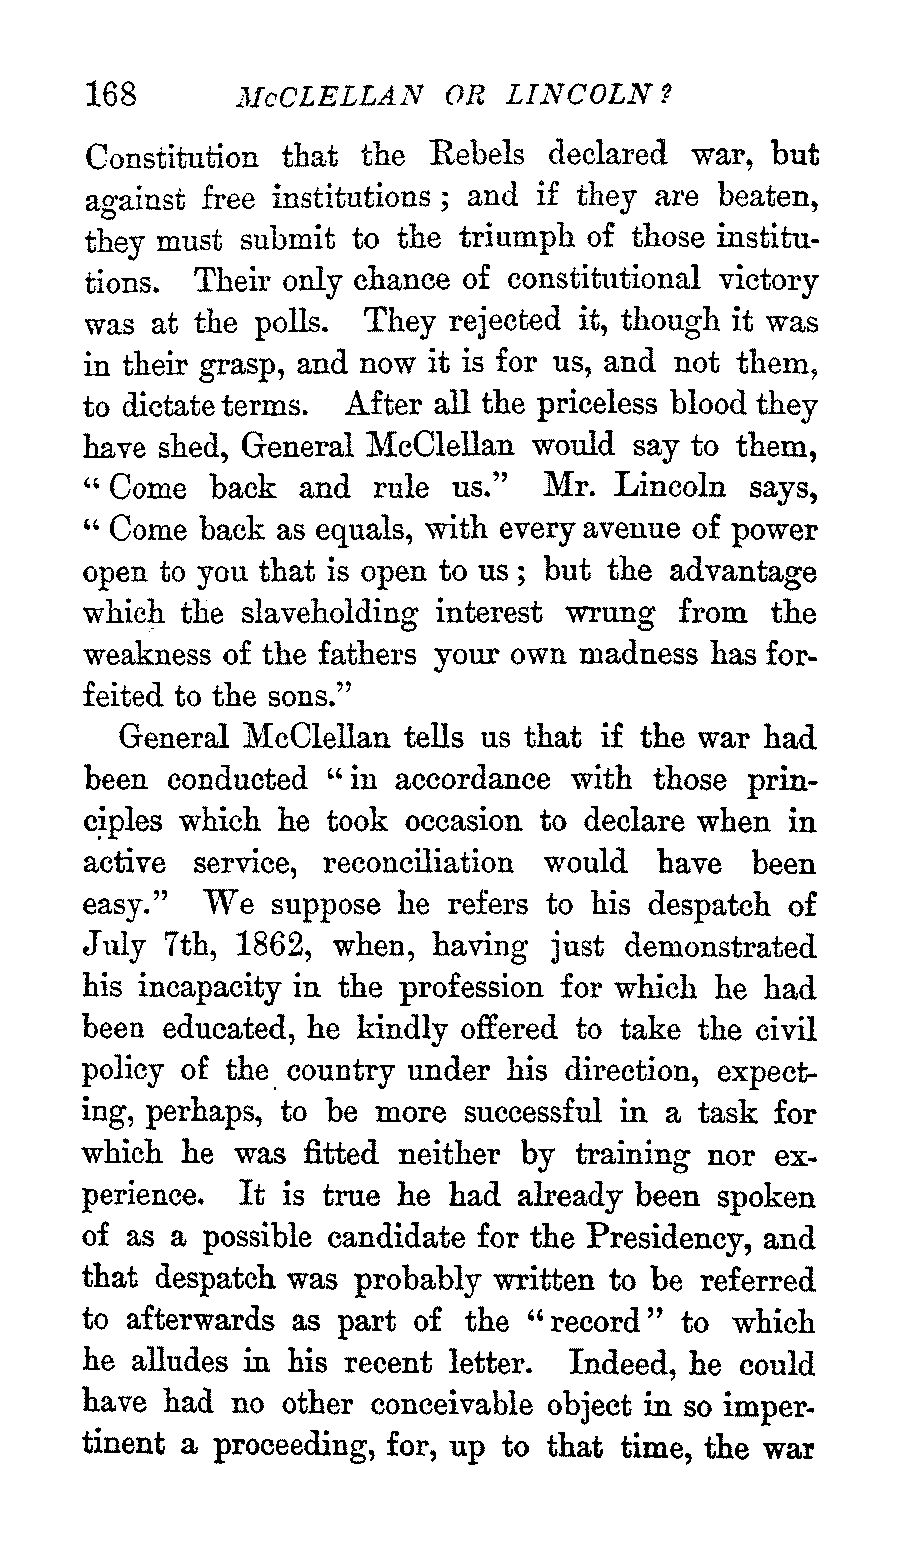 168 McCLELLAN OR LINCOLN?
Constitution that the Rebels declared war, but
against free institutions; and if they are beaten,
they must submit to the triumph of those institu-
tions. Their only chance of constitutional victory
was at the polls. They rejected it, though it was
in their grasp, and now it is for us, and not them,
to dictate terms. After all the priceless blood they
have shed, General McClellan would say to them,
“Come back and rule us.” Mr. Lincoln says,
“Come back as equals, with every avenue of power
open to you that is open to us; but the advantage
which the slaveholding interest wrung from the
weakness of the fathers your own madness has for-
feited to the sons.”
General McClellan tells us that if the war had
been conducted “in accordance with those prin-
ciples which he took occasion to declare when in
active service, reconciliation would have been
easy.” We suppose he refers to his despatch of
July 7th, 1862, when, having just demonstrated
his incapacity in the profession for which he had
been educated, he kindly offered to take the civil
policy of the country under his direction, expect-
ing, perhaps, to be more successful in a task for
which he was fitted neither by training nor ex-
perience. It is true he had already been spoken
of as a possible candidate for the Presidency, and
that despatch was probably written to be referred
to afterwards as part of the “record” to which
he alludes in his recent letter. Indeed, he could
have had no other conceivable object in so imper-
tinent a proceeding, for, up to that time, the war